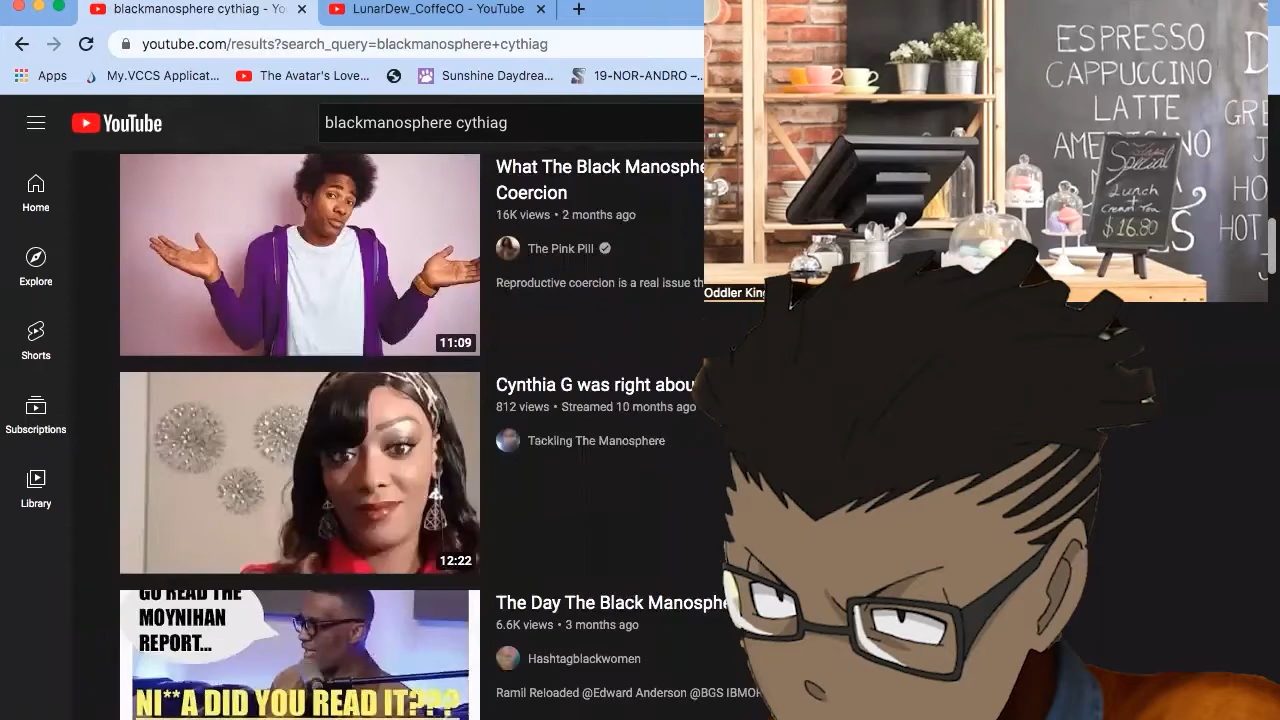 blackmanosphere cythiag - Yo
LunarDew_CoffeCO - YouTube
youtube.com/results?search_query=blackmanosphere+cythiag
Apps
My.VCCS Applicat...
The Avatar's Love...
Sunshine Daydrea...
19-NOR-ANDRO –...
YouTube
blackmanosphere cythiag
Home
Explore
Shorts
Subscriptions
Library
11:09
What The Black Manosphe
Coercion
16K views • 2 months ago
The Pink Pill
Reproductive coercion is a real issue th
12:22
Cynthia G was right abou
812 views • Streamed 10 months ago
Tackling The Manosphere
GO READ THE
MOYNIHAN
REPORT...
NI**A DID YOU READ IT???
The Day The Black Manosphe
6.6K views • 3 months ago
Hashtagblackwomen
Ramil Reloaded @Edward Anderson @BGS IBMOR
ESPRESSO
CAPPUCCINO
LATTE
AMERICANO
D
GRE
J
HO
HOT
J
Special
Lunch
$16.80
S
Oddler King